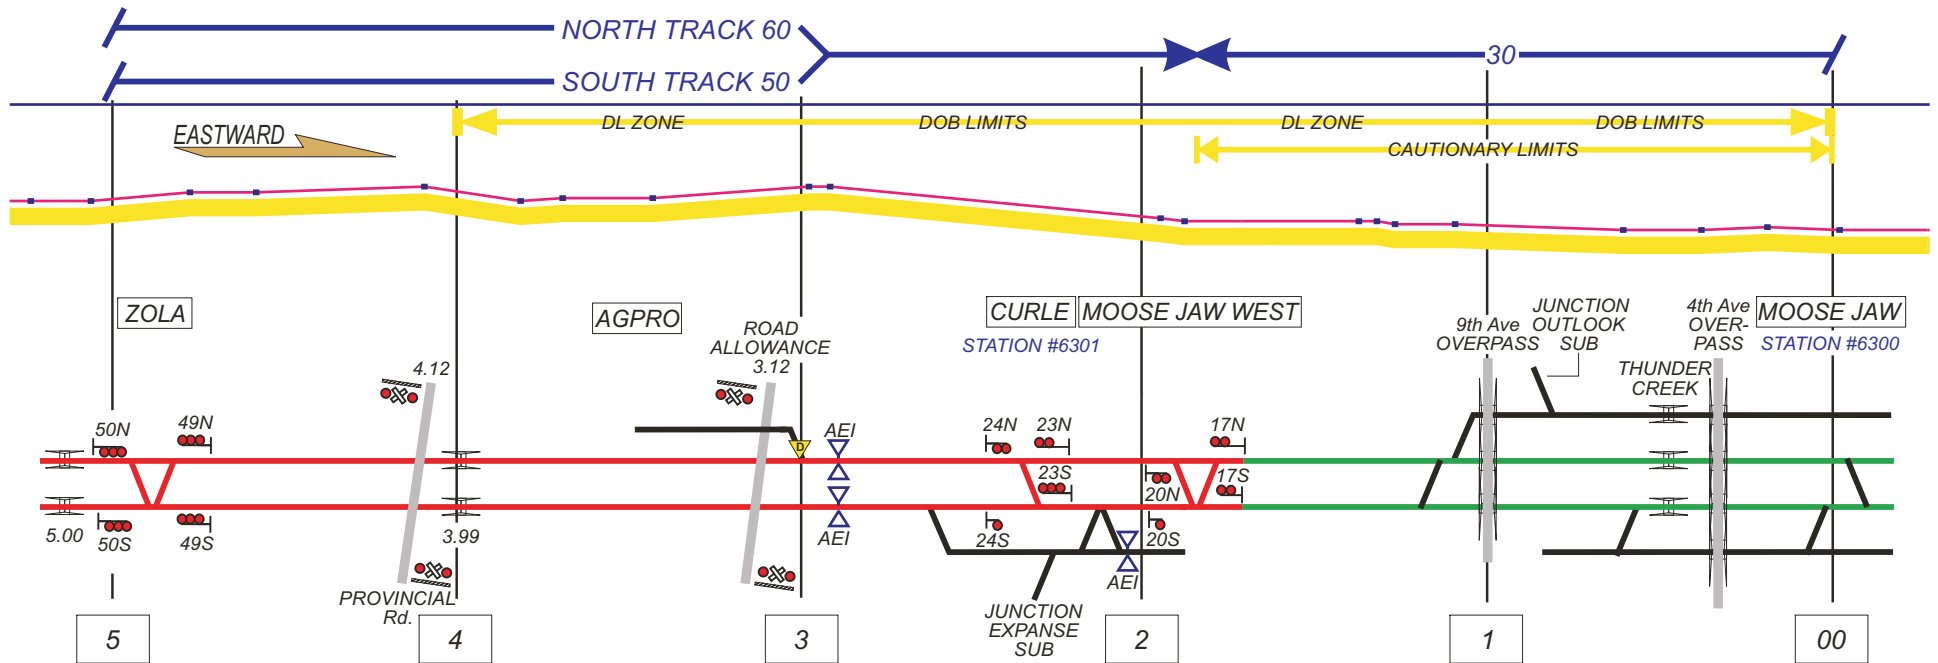 NORTH TRACK 60
30
SOUTH TRACK 50
DL ZONE
DOB LIMITS
DL ZONE
DOB LIMITS
EASTWARD
CAUTIONARY LIMITS
ZOLA
AGPRO
ROAD
ALLOWANCE
3.12
CURLE
STATION #6301
MOOSE JAW WEST
9th Ave
OVERPASS
JUNCTION
OUTLOOK
SUB
4th Ave
OVER-
PASS
MOOSE JAW
STATION #6300
THUNDER
CREEK
4.12
50N
49N
D
AEI
24N
23N
17N
23S
20N
17S
5.00
50S
49S
3.99
AEI
24S
20S
AEI
PROVINCIAL
Rd.
JUNCTION
EXPANSE
SUB
5
4
3
2
1
00